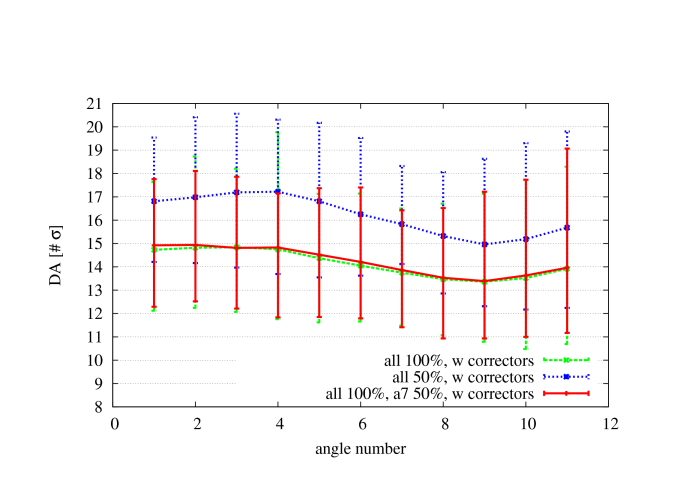 21
20
19
18
17
16
15
14
13
12
11
10
9
8
DA [# σ]
all 100%, w correctors
all 50%, w correctors
all 100%, a7 50%, w correctors
0 2 4 6 8 10 12
angle number